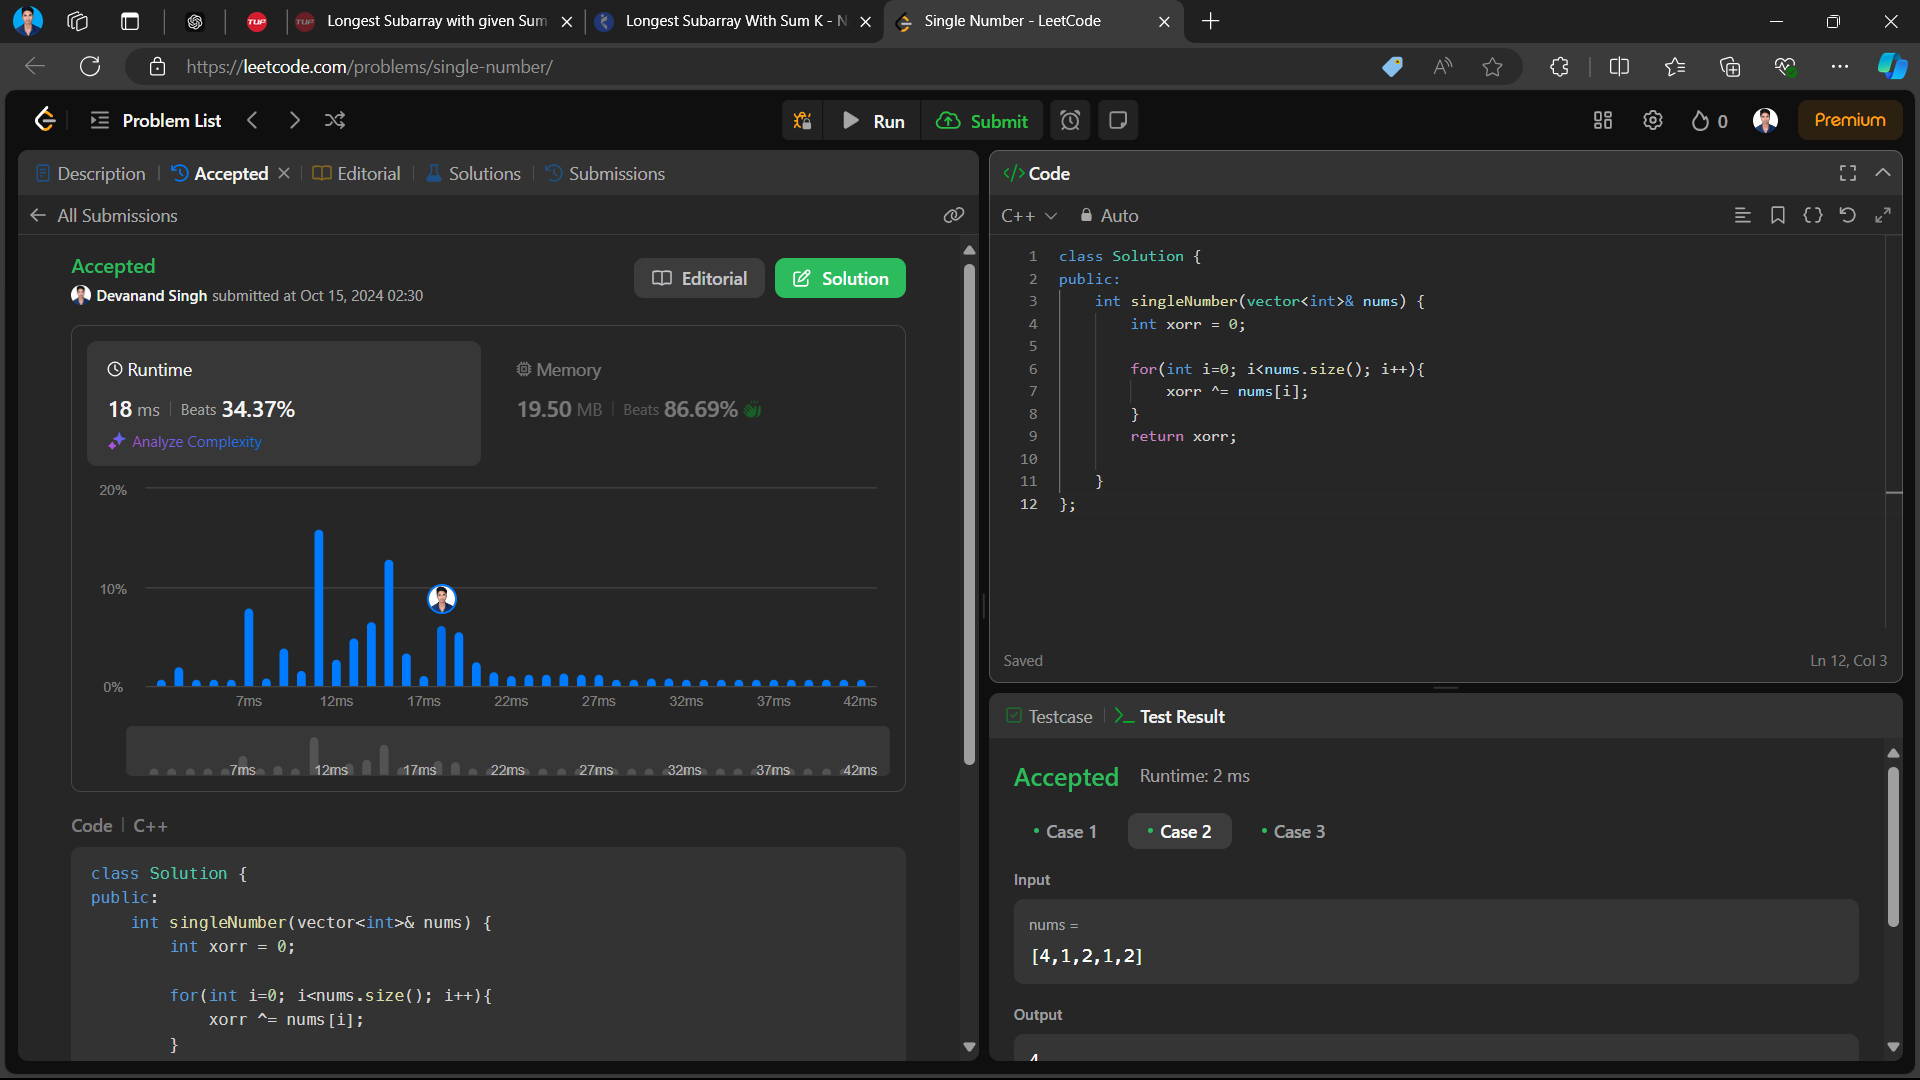 Longest Subarray with given Sum
Longest Subarray With Sum K - N
Single Number - LeetCode
https://leetcode.com/problems/single-number/
Problem List
Run
Submit
0
Premium
Description
Accepted
Editorial
Solutions
Submissions
All Submissions
Accepted
Devanand Singh submitted at Oct 15, 2024 02:30
Editorial
Solution
Runtime
18 ms
Beats 34.37%
Analyze Complexity
Memory
19.50 MB
Beats 86.69%
20%
10%
0%
7ms 12ms 17ms 22ms 27ms 32ms 37ms 42ms
7ms 12ms 17ms 22ms 27ms 32ms 37ms 42ms
Code C++
class Solution {
public:
    int singleNumber(vector<int>& nums) {
        int xorr = 0;
        for(int i=0; i<nums.size(); i++){
            xorr ^= nums[i];
        }
Code
C++ Auto
1 class Solution {
2 public:
3     int singleNumber(vector<int>& nums) {
4         int xorr = 0;
5
6         for(int i=0; i<nums.size(); i++){
7             xorr ^= nums[i];
8         }
9         return xorr;
10
11     }
12 };
Saved
Ln 12, Col 3
Testcase
Test Result
Accepted
Runtime: 2 ms
Case 1
Case 2
Case 3
Input
nums =
[4,1,2,1,2]
Output
4